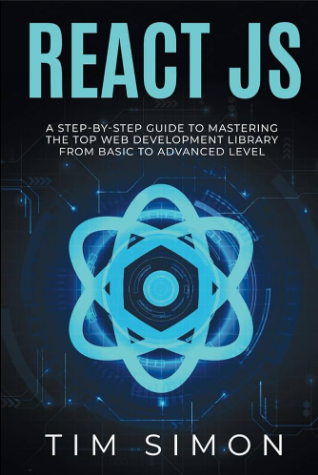 REACT JS
A STEP-BY-STEP GUIDE TO MASTERING
THE TOP WEB DEVELOPMENT LIBRARY
FROM BASIC TO ADVANCED LEVEL
TIM SIMON